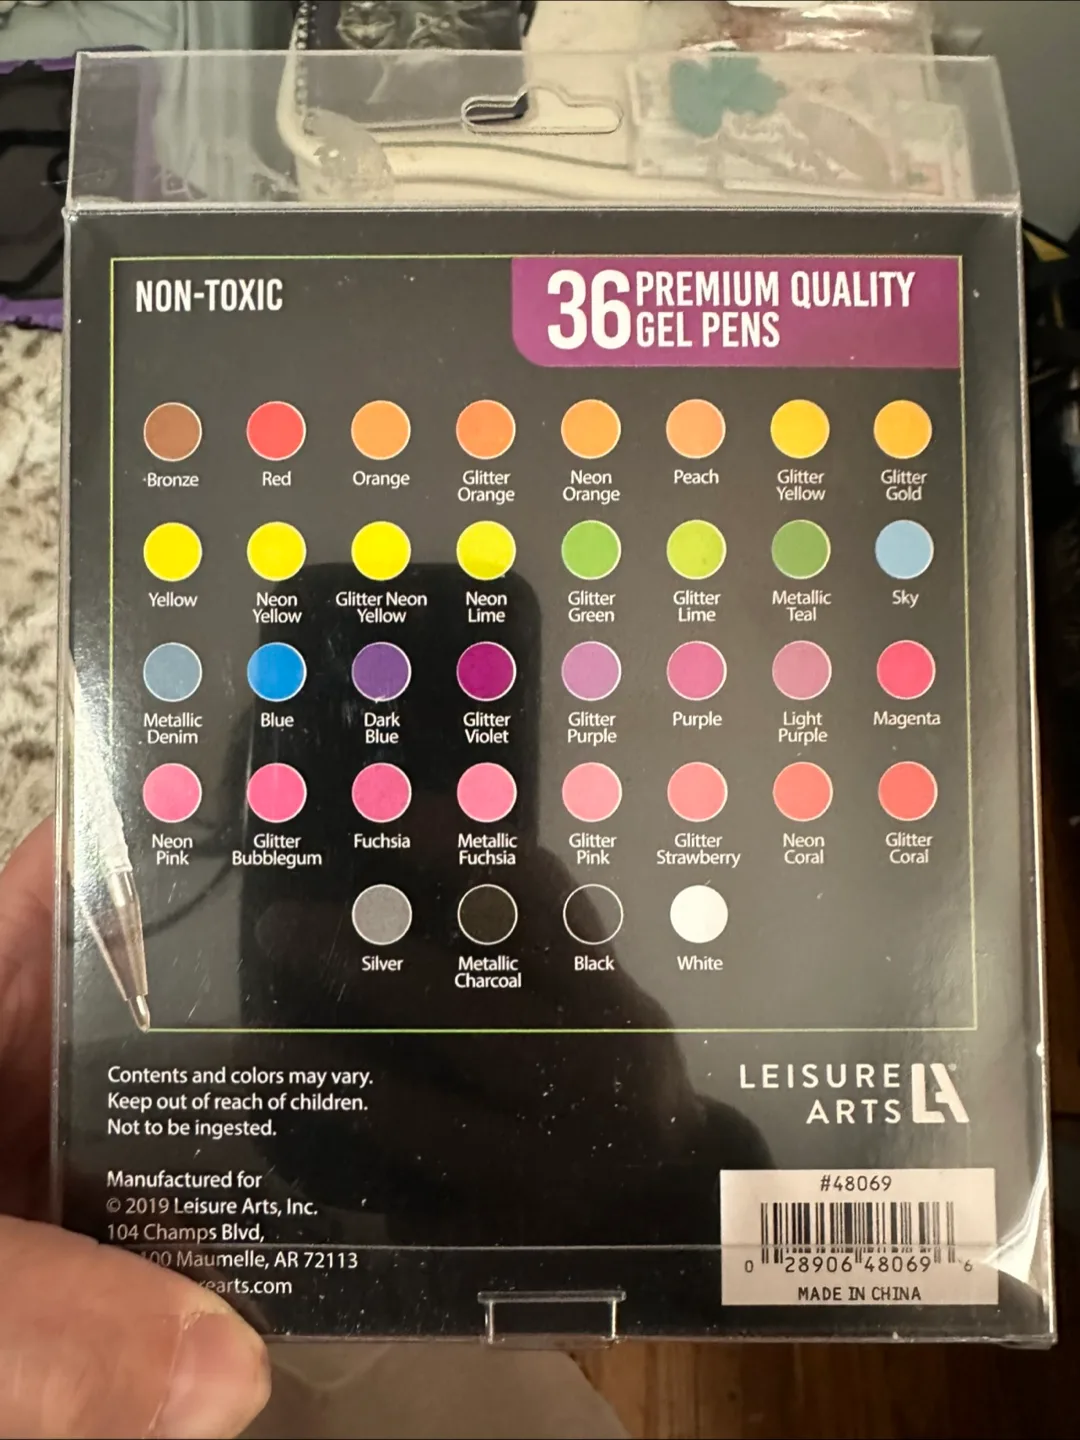 NON-TOXIC
36 PREMIUM QUALITY
GEL PENS
Bronze
Red
Orange
Glitter
Orange
Neon
Orange
Peach
Glitter
Yellow
Glitter
Gold
Yellow
Neon
Yellow
Glitter Neon
Yellow
Neon
Lime
Glitter
Green
Glitter
Lime
Metallic
Teal
Sky
Metallic
Denim
Blue
Dark
Blue
Glitter
Violet
Glitter
Purple
Purple
Light
Purple
Magenta
Neon
Pink
Glitter
Bubblegum
Fuchsia
Metallic
Fuchsia
Glitter
Pink
Glitter
Strawberry
Neon
Coral
Glitter
Coral
Silver
Metallic
Charcoal
Black
White
Contents and colors may vary.
Keep out of reach of children.
Not to be ingested.
LEISURE
ARTS LA
Manufactured for
© 2019 Leisure Arts, Inc.
104 Champs Blvd,
00 Maumelle, AR 72113
earts.com
#48069
0 28906 48069 6
MADE IN CHINA